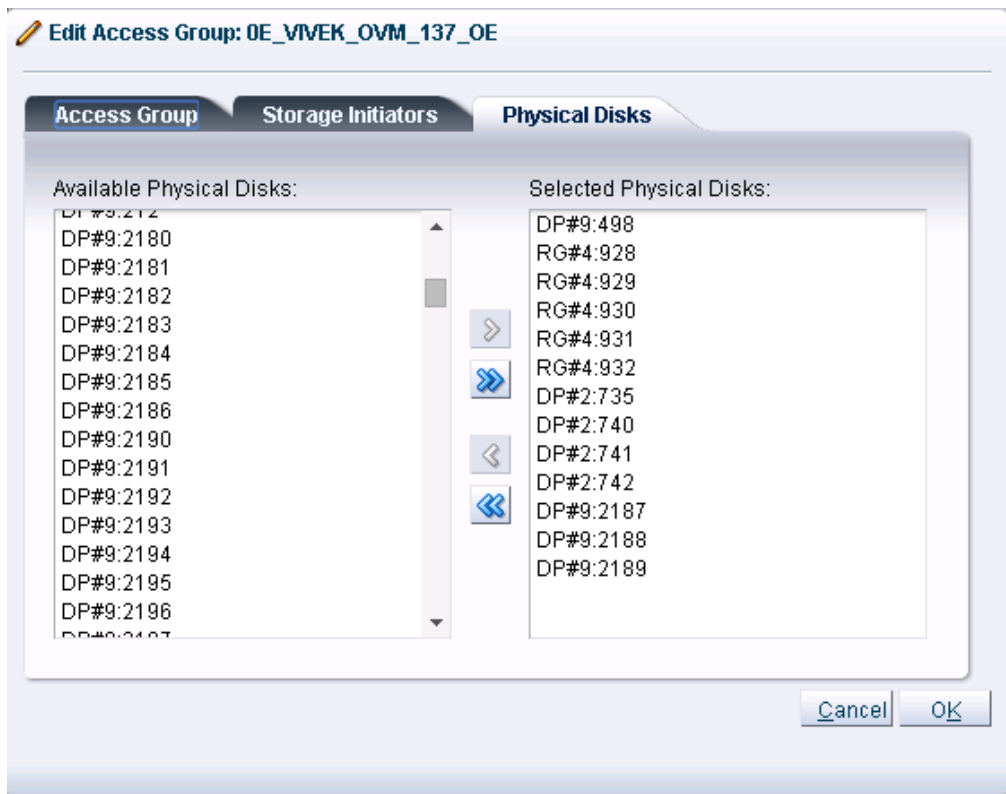 Edit Access Group: 0E_VIVEK_OVM_137_OE
Access Group
Storage Initiators
Physical Disks
Available Physical Disks:
DP#9:212
DP#9:2180
DP#9:2181
DP#9:2182
DP#9:2183
DP#9:2184
DP#9:2185
DP#9:2186
DP#9:2190
DP#9:2191
DP#9:2192
DP#9:2193
DP#9:2194
DP#9:2195
DP#9:2196
Selected Physical Disks:
DP#9:498
RG#4:928
RG#4:929
RG#4:930
RG#4:931
RG#4:932
DP#2:735
DP#2:740
DP#2:741
DP#2:742
DP#9:2187
DP#9:2188
DP#9:2189
Cancel
OK